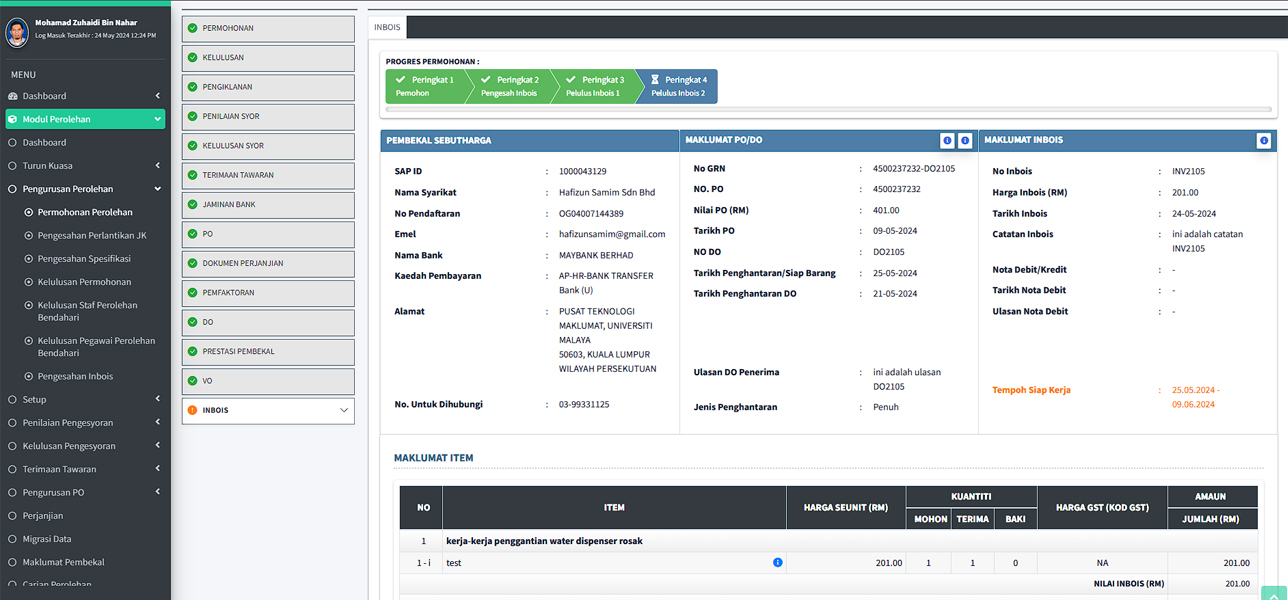 Mohamad Zuhaidi Bin Nahar
Log Masuk Terakhir : 24 May 2024 12:24 PM
MENU
Dashboard
Modul Perolehan
Dashboard
Turun Kuasa
Pengurusan Perolehan
Permohonan Perolehan
Pengesahan Perlantikan JK
Pengesahan Spesifikasi
Kelulusan Permohonan
Kelulusan Staf Perolehan
Bendahari
Kelulusan Pegawai Perolehan
Bendahari
Pengesahan Inbois
Setup
Penilaian Pengesyoran
Kelulusan Pengesyoran
Terimaan Tawaran
Pengurusan PO
Perjanjian
Migrasi Data
Maklumat Pembekal
Carian Perolehan
PERMOHONAN
KELULUSAN
PENGIKLANAN
PENILAIAN SYOR
KELULUSAN SYOR
TERIMAAN TAWARAN
JAMINAN BANK
PO
DOKUMEN PERJANJIAN
PEMFAKTORAN
DO
PRESTASI PEMBEKAL
VO
INBOIS
INBOIS
PROGRES PERMOHONAN :
Peringkat 1
Pemohon
Peringkat 2
Pengesah Inbois
Peringkat 3
Pelulus Inbois 1
Peringkat 4
Pelulus Inbois 2
PEMBEKAL SEBUTHARGA
SAP ID : 1000043129
Nama Syarikat : Hafizun Samim Sdn Bhd
No Pendaftaran : OG04007144389
Emel : hafizunsamim@gmail.com
Nama Bank : MAYBANK BERHAD
Kaedah Pembayaran : AP-HR-BANK TRANSFER
Bank (U)
Alamat : PUSAT TEKNOLOGI
MAKLUMAT, UNIVERSITI
MALAYA
50603, KUALA LUMPUR
WILAYAH PERSEKUTUAN
No. Untuk Dihubungi : 03-99331125
MAKLUMAT PO/DO
No GRN : 4500237232-DO2105
NO. PO : 4500237232
Nilai PO (RM) : 401.00
Tarikh PO : 09-05-2024
NO DO : DO2105
Tarikh Penghantaran/Siap Barang : 25-05-2024
Tarikh Penghantaran DO : 21-05-2024
Ulasan DO Penerima : ini adalah ulasan
DO2105
Jenis Penghantaran : Penuh
MAKLUMAT INBOIS
No Inbois : INV2105
Harga Inbois (RM) : 201.00
Tarikh Inbois : 24-05-2024
Catatan Inbois : ini adalah catatan
INV2105
Nota Debit/Kredit : -
Tarikh Nota Debit : -
Ulasan Nota Debit : -
Tempoh Siap Kerja : 25.05.2024 -
09.06.2024
MAKLUMAT ITEM
NO ITEM HARGA SEUNIT (RM) KUANTITI HARGA GST (KOD GST) AMAUN
MOHON TERIMA BAKI JUMLAH (RM)
1 kerja-kerja penggantian water dispenser rosak
1 - i test 201.00 1 1 0 NA 201.00
NILAI INBOIS (RM) 201.00